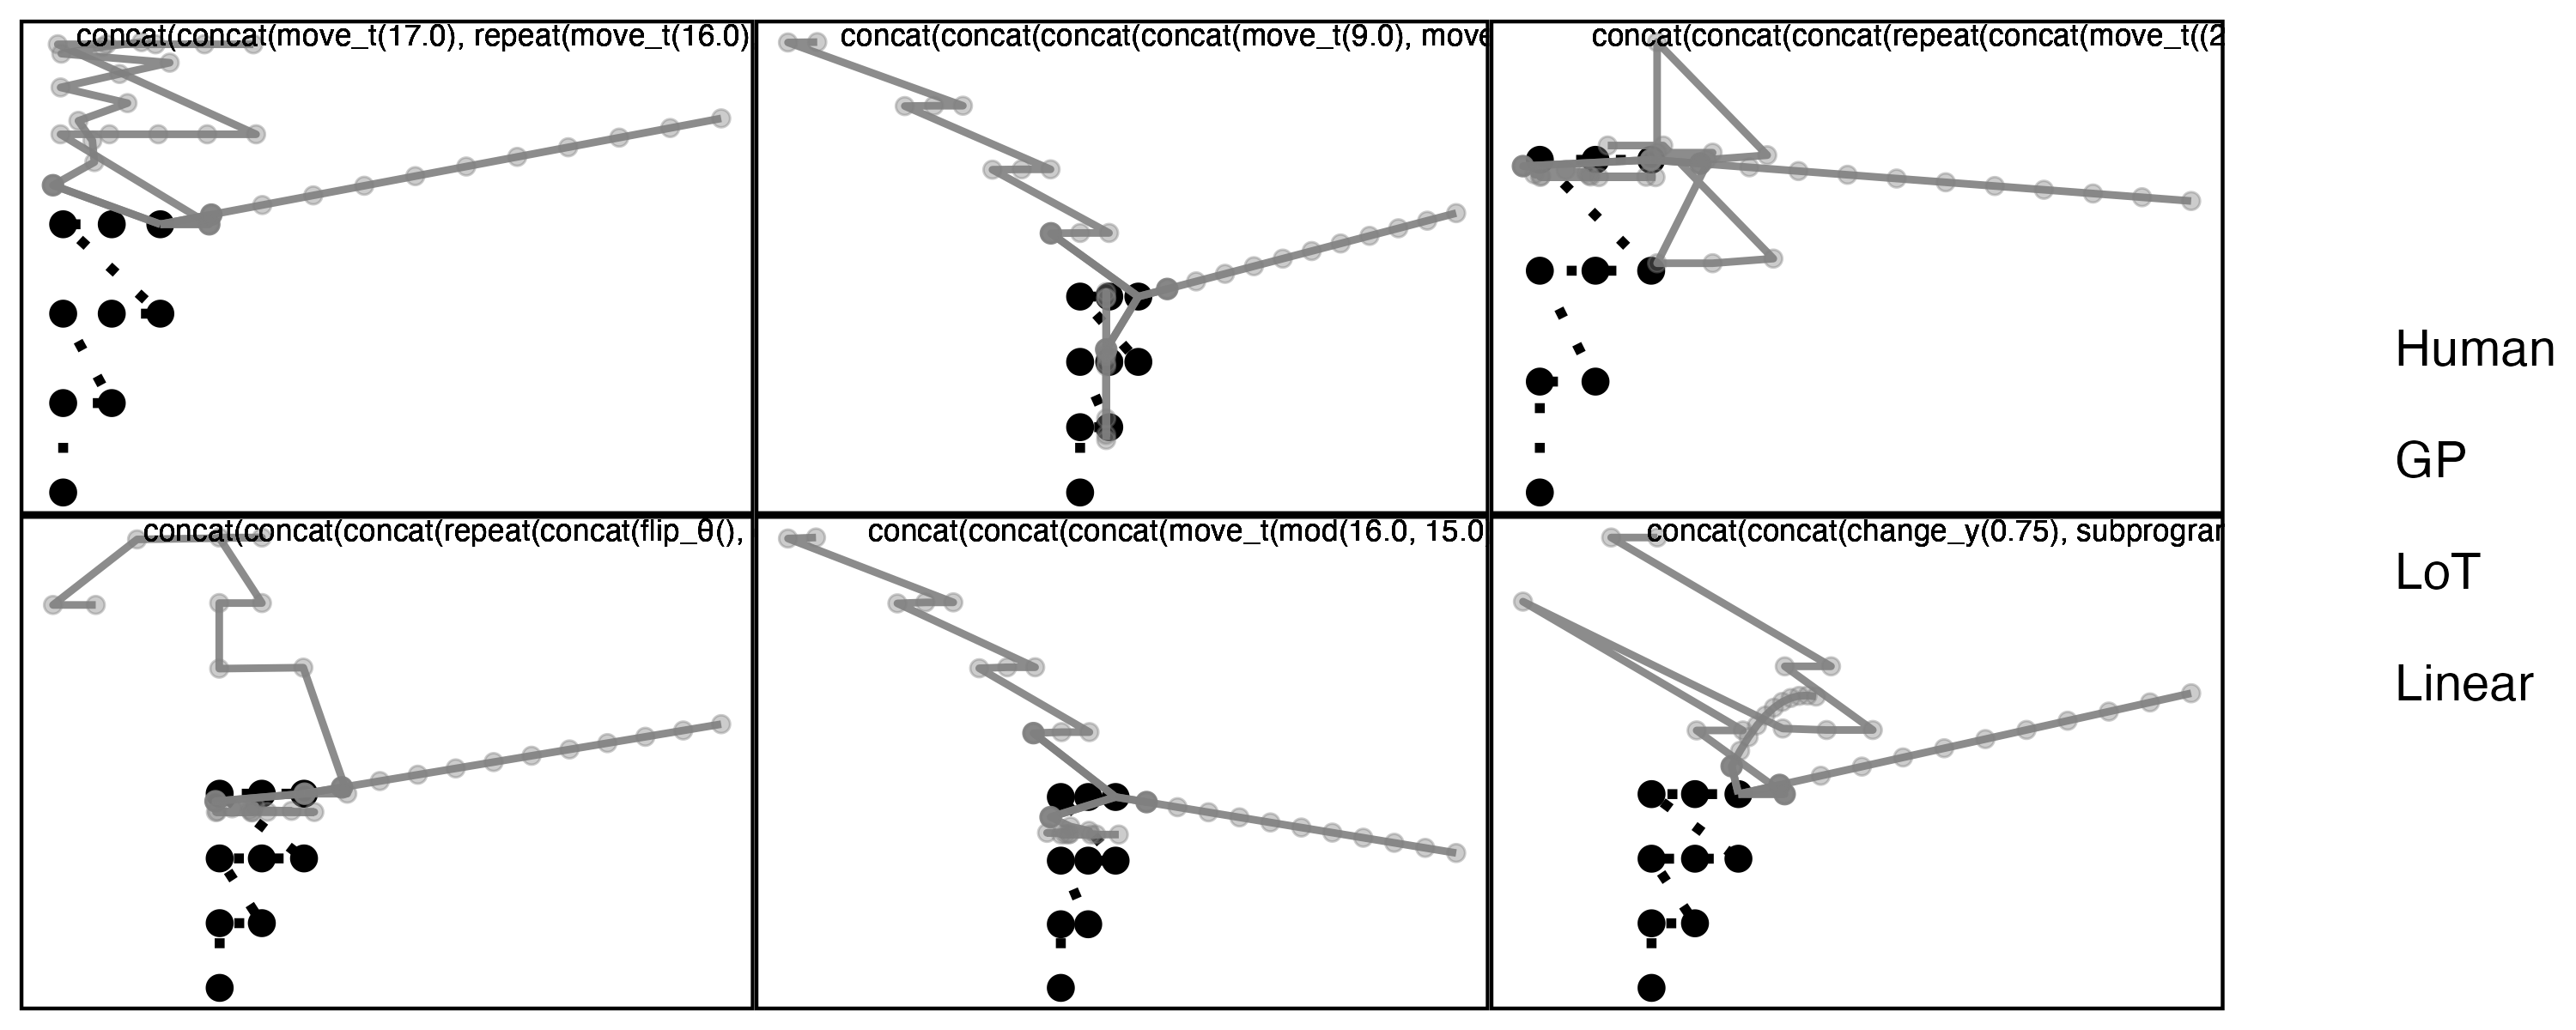 concat(concat(move_t(17.0), repeat(move_t(16.0)
concat(concat(concat(concat(move_t(9.0), move
concat(concat(concat(repeat(concat(move_t((2
concat(concat(concat(repeat(concat(flip_θ(),
concat(concat(concat(move_t(mod(16.0, 15.0
concat(concat(change_y(0.75), subprogram
Human
GP
LoT
Linear